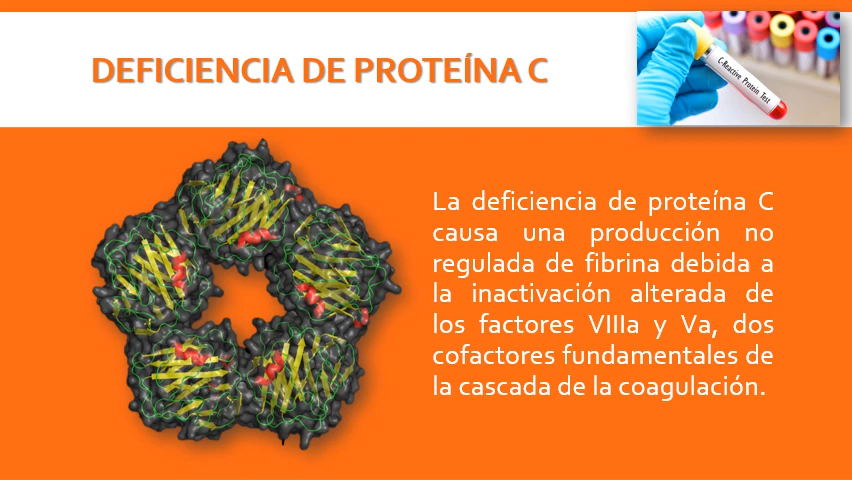 DEFICIENCIA DE PROTEÍNA C
C-Reactive Protein Test
La deficiencia de proteína C
causa una producción no
regulada de fibrina debida a
la inactivación alterada de
los factores VIIIa y Va, dos
cofactores fundamentales de
la cascada de la coagulación.